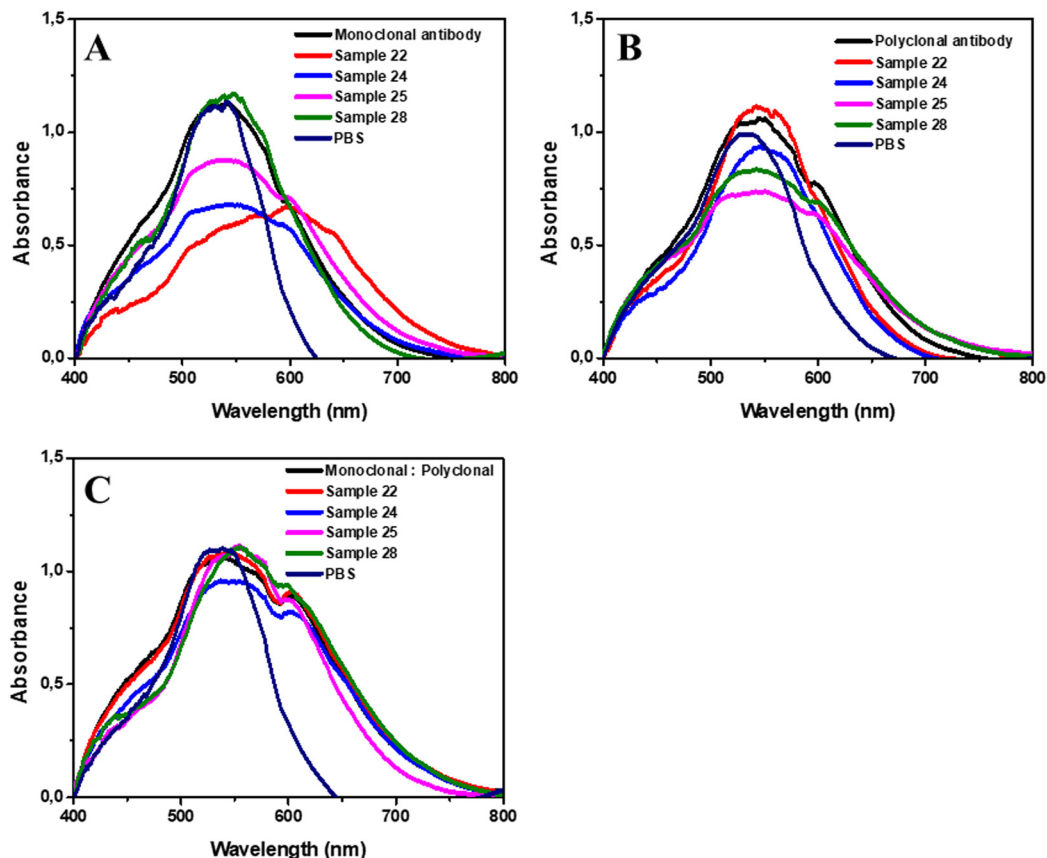 A
1,5
1,0
0,5
0,0
Absorbance
400 500 600 700 800
Wavelength (nm)
Monoclonal antibody
Sample 22
Sample 24
Sample 25
Sample 28
PBS
B
1,5
1,0
0,5
0,0
Absorbance
400 500 600 700 800
Wavelength (nm)
Polyclonal antibody
Sample 22
Sample 24
Sample 25
Sample 28
PBS
C
1,5
1,0
0,5
0,0
Absorbance
400 500 600 700 800
Wavelength (nm)
Monoclonal : Polyclonal
Sample 22
Sample 24
Sample 25
Sample 28
PBS